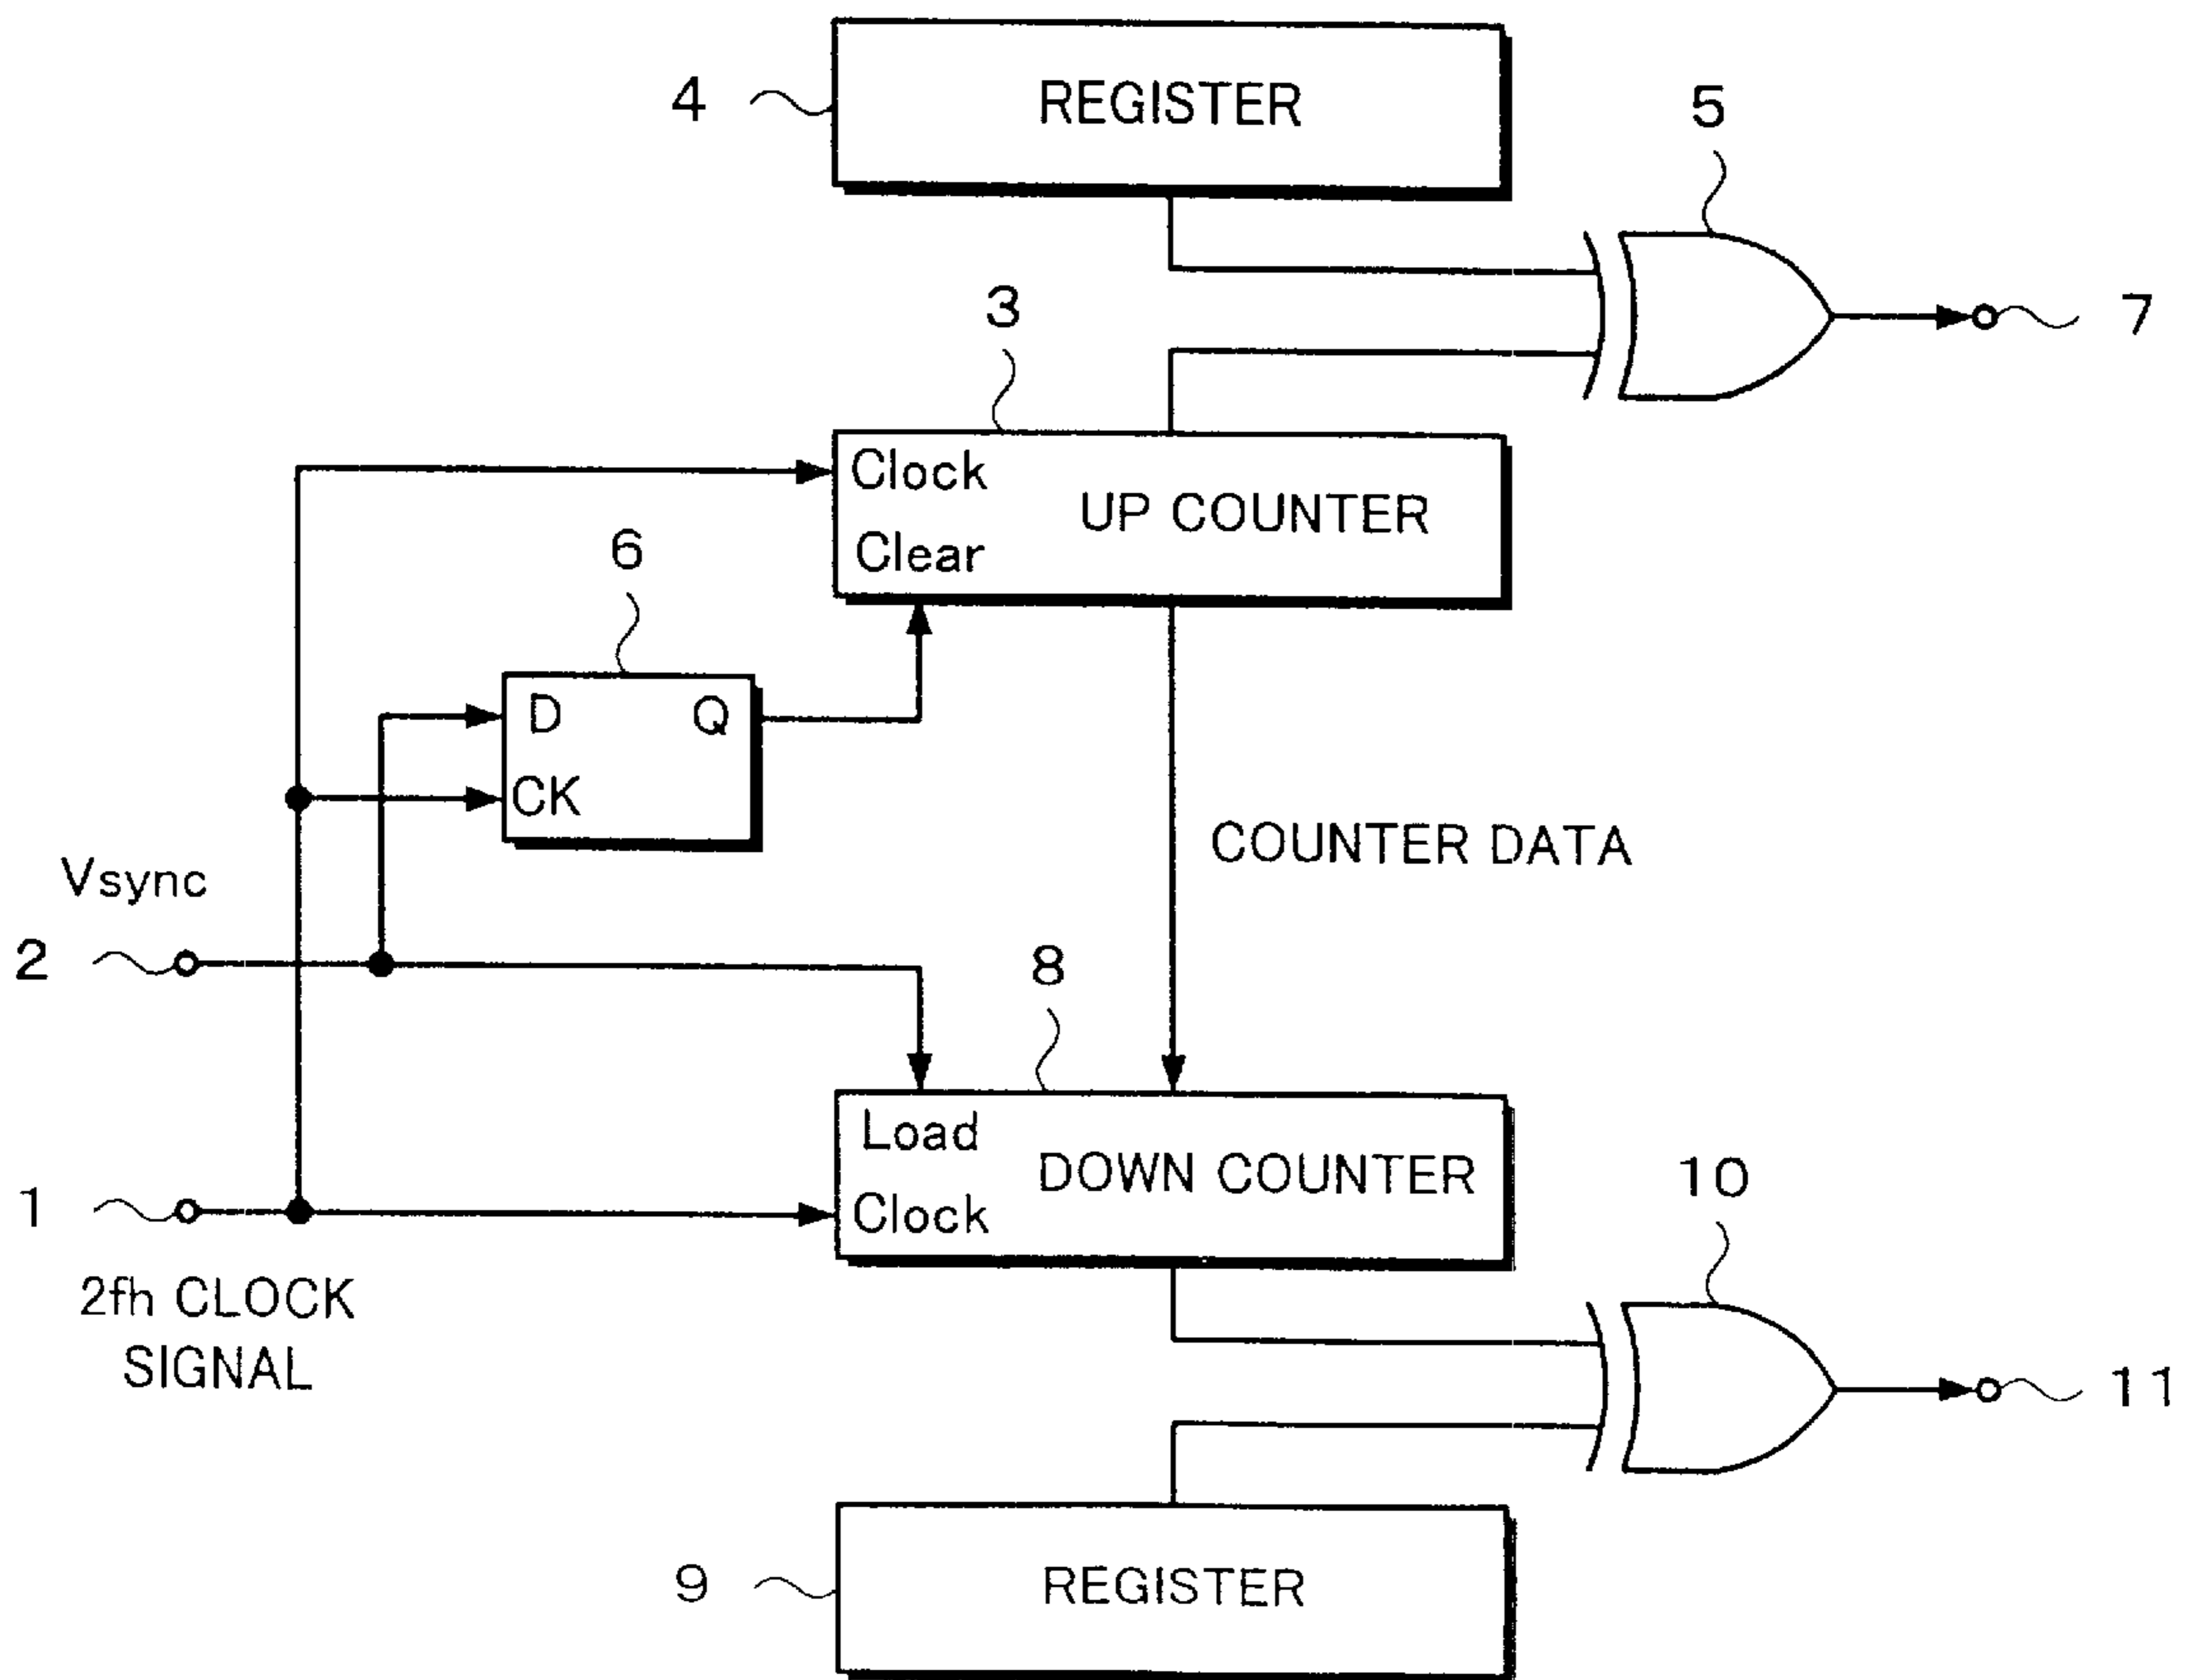 REGISTER
4
5
3
7
Clock
UP COUNTER
Clear
6
D
Q
CK
COUNTER DATA
Vsync
2
8
Load
DOWN COUNTER
10
1
Clock
2fh CLOCK
SIGNAL
11
9
REGISTER